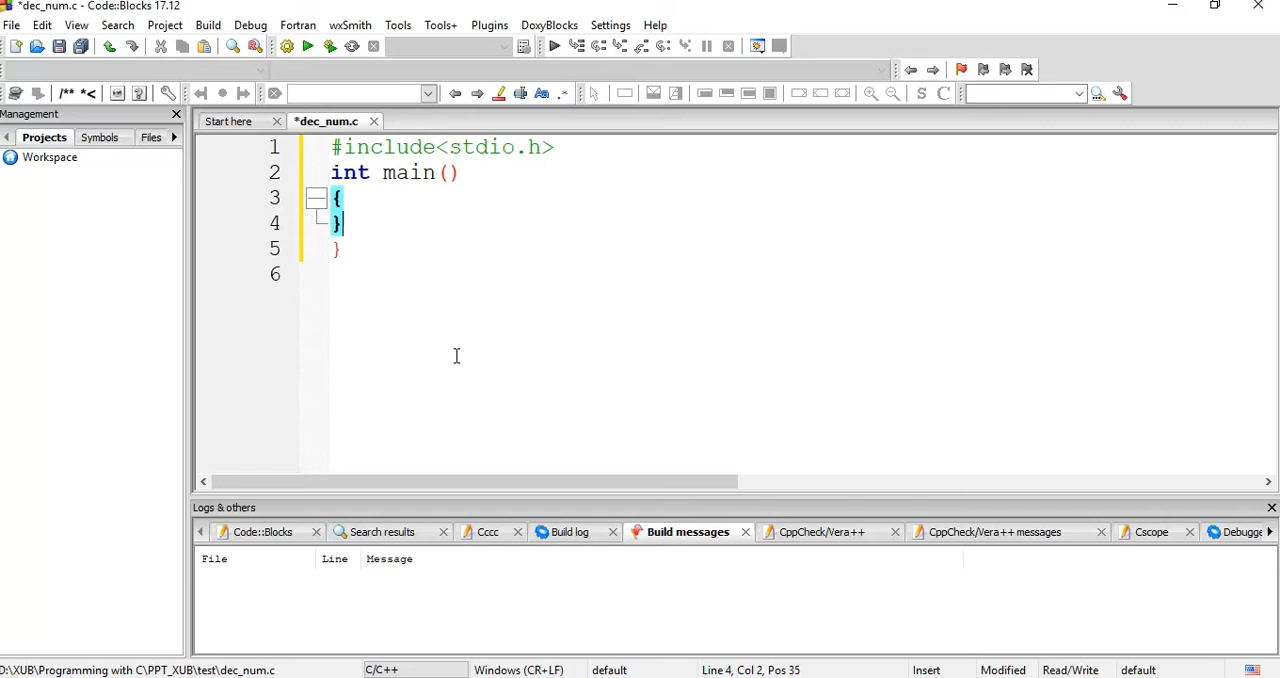 *dec_num.c - Code::Blocks 17.12
File Edit View Search Project Build Debug Fortran wxSmith Tools Tools+ Plugins DoxyBlocks Settings Help
/** *<
S C
Management
Start here *dec_num.c
Projects Symbols Files
Workspace
1 #include<stdio.h>
2 int main()
3 {
4 }
5 }
6
Logs & others
Code::Blocks Search results Cccc Build log Build messages CppCheck/Vera++ CppCheck/Vera++ messages Cscope Debugge
File Line Message
D:\XUB\Programming with C\PPT_XUB\test\dec_num.c C/C++ Windows (CR+LF) default Line 4, Col 2, Pos 35 Insert Modified Read/Write default